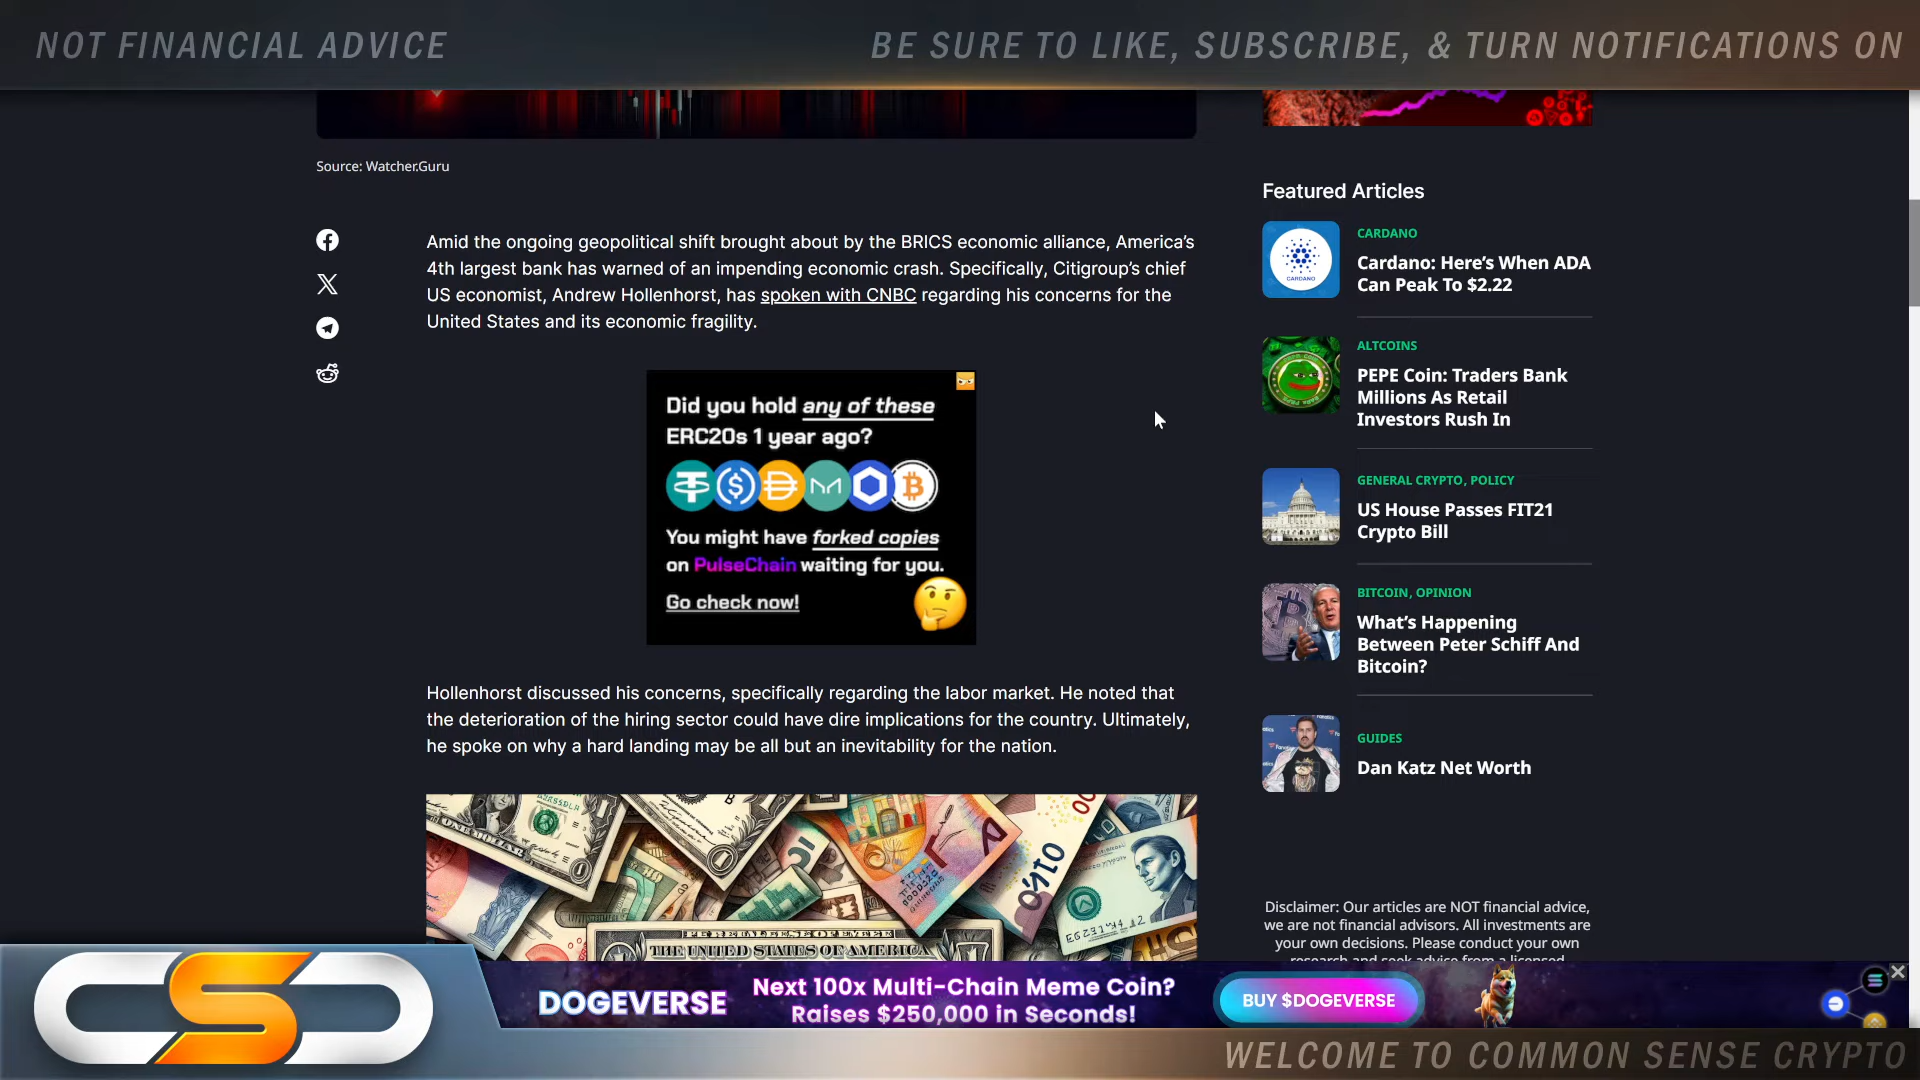 NOT FINANCIAL ADVICE
BE SURE TO LIKE, SUBSCRIBE, & TURN NOTIFICATIONS ON
Source: Watcher.Guru
Amid the ongoing geopolitical shift brought about by the BRICS economic alliance, America's
4th largest bank has warned of an impending economic crash. Specifically, Citigroup's chief
US economist, Andrew Hollenhorst, has spoken with CNBC regarding his concerns for the
United States and its economic fragility.
Did you hold any of these
ERC20s 1 year ago?
You might have forked copies
on PulseChain waiting for you.
Go check now!
Hollenhorst discussed his concerns, specifically regarding the labor market. He noted that
the deterioration of the hiring sector could have dire implications for the country. Ultimately,
he spoke on why a hard landing may be all but an inevitability for the nation.
THE UNITED STATES OF AMERICA
Featured Articles
CARDANO
CARDANO
Cardano: Here's When ADA
Can Peak To $2.22
ALTCOINS
PEPE Coin: Traders Bank
Millions As Retail
Investors Rush In
GENERAL CRYPTO, POLICY
US House Passes FIT21
Crypto Bill
BITCOIN, OPINION
What's Happening
Between Peter Schiff And
Bitcoin?
GUIDES
Dan Katz Net Worth
Disclaimer: Our articles are NOT financial advice,
we are not financial advisors. All investments are
your own decisions. Please conduct your own
research and seek advice from a licensed
CSC
DOGEVERSE
Next 100x Multi-Chain Meme Coin?
Raises $250,000 in Seconds!
BUY $DOGEVERSE
WELCOME TO COMMON SENSE CRYPTO